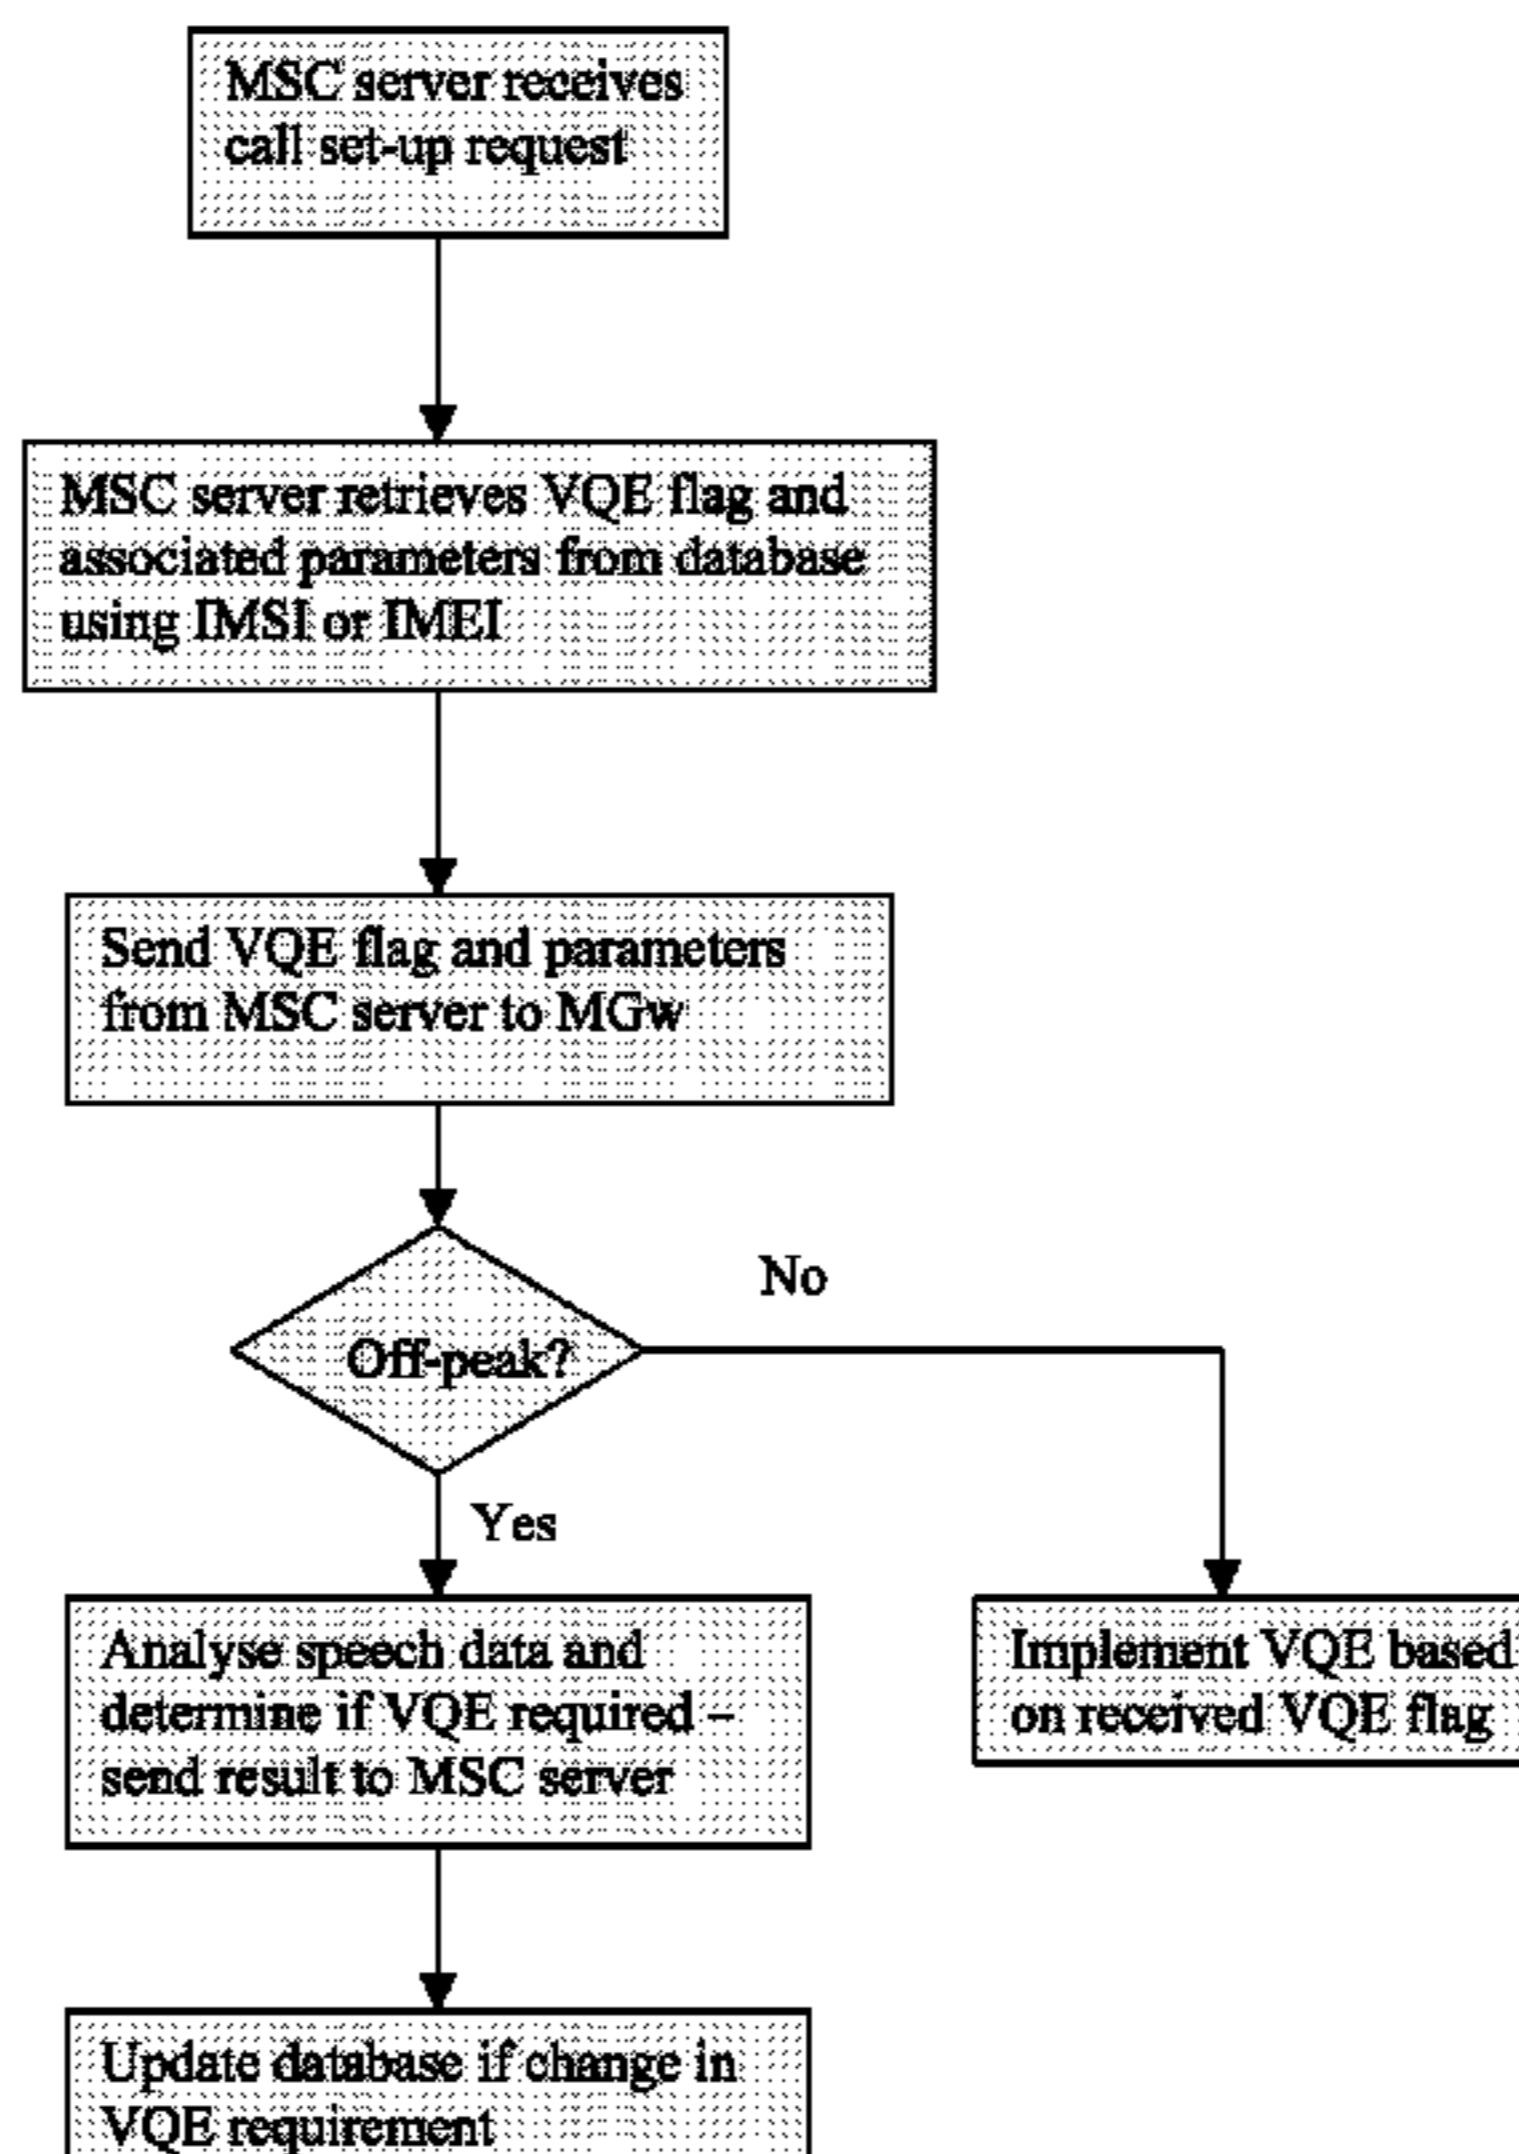 MSC server receives
call set-up request
MSC server retrieves VQE flag and
associated parameters from database
using IMSI or IMEI
Send VQE flag and parameters
from MSC server to MGw
Off-peak?
No
Yes
Analyse speech data and
determine if VQE required –
send result to MSC server
Implement VQE based
on received VQE flag
Update database if change in
VQE requirement